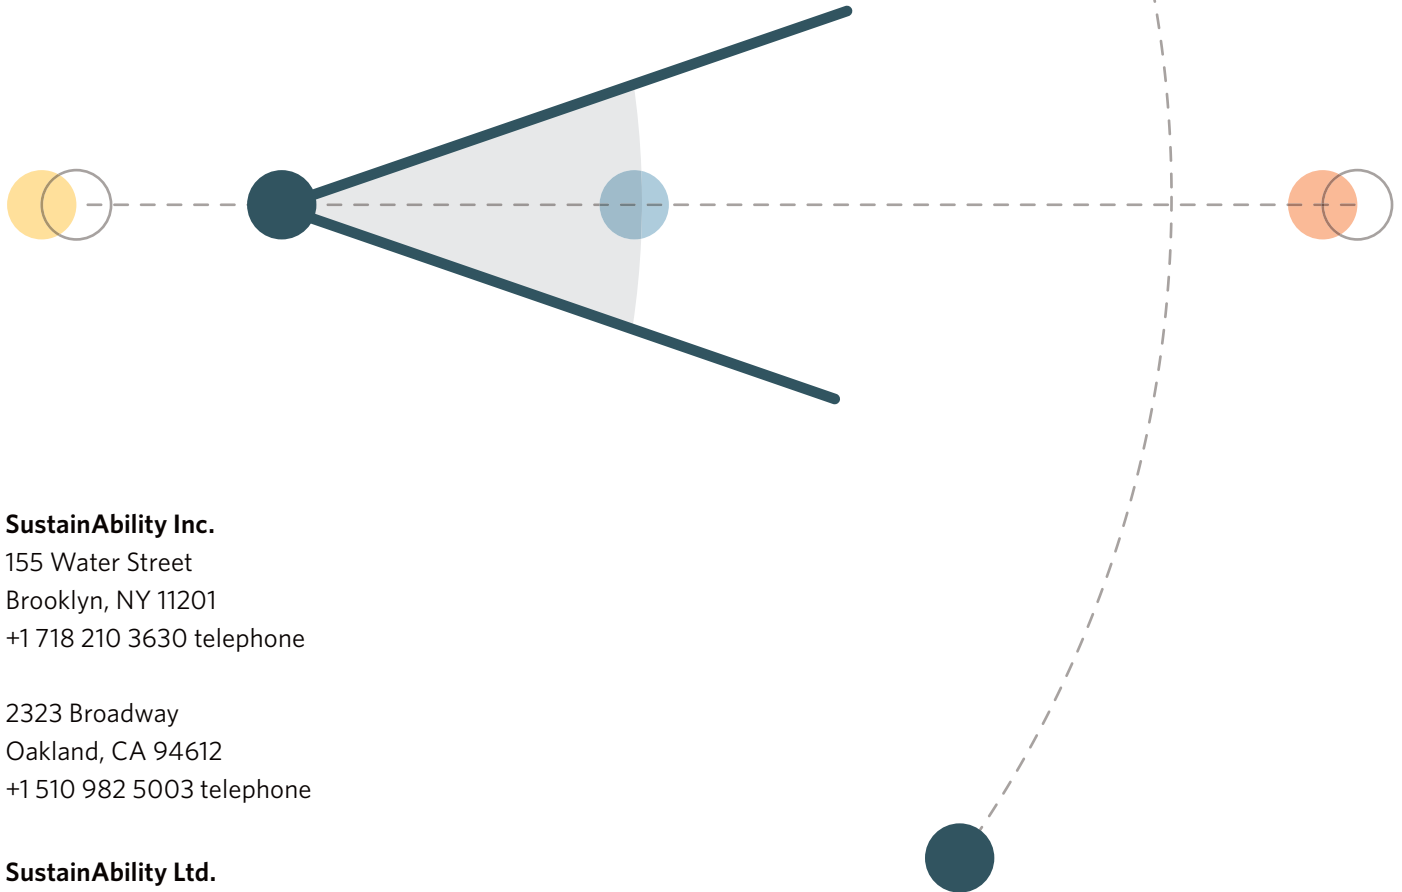 SustainAbility Inc.
155 Water Street
Brooklyn, NY 11201
+1 718 210 3630 telephone
2323 Broadway
Oakland, CA 94612
+1 510 982 5003 telephone
SustainAbility Ltd.